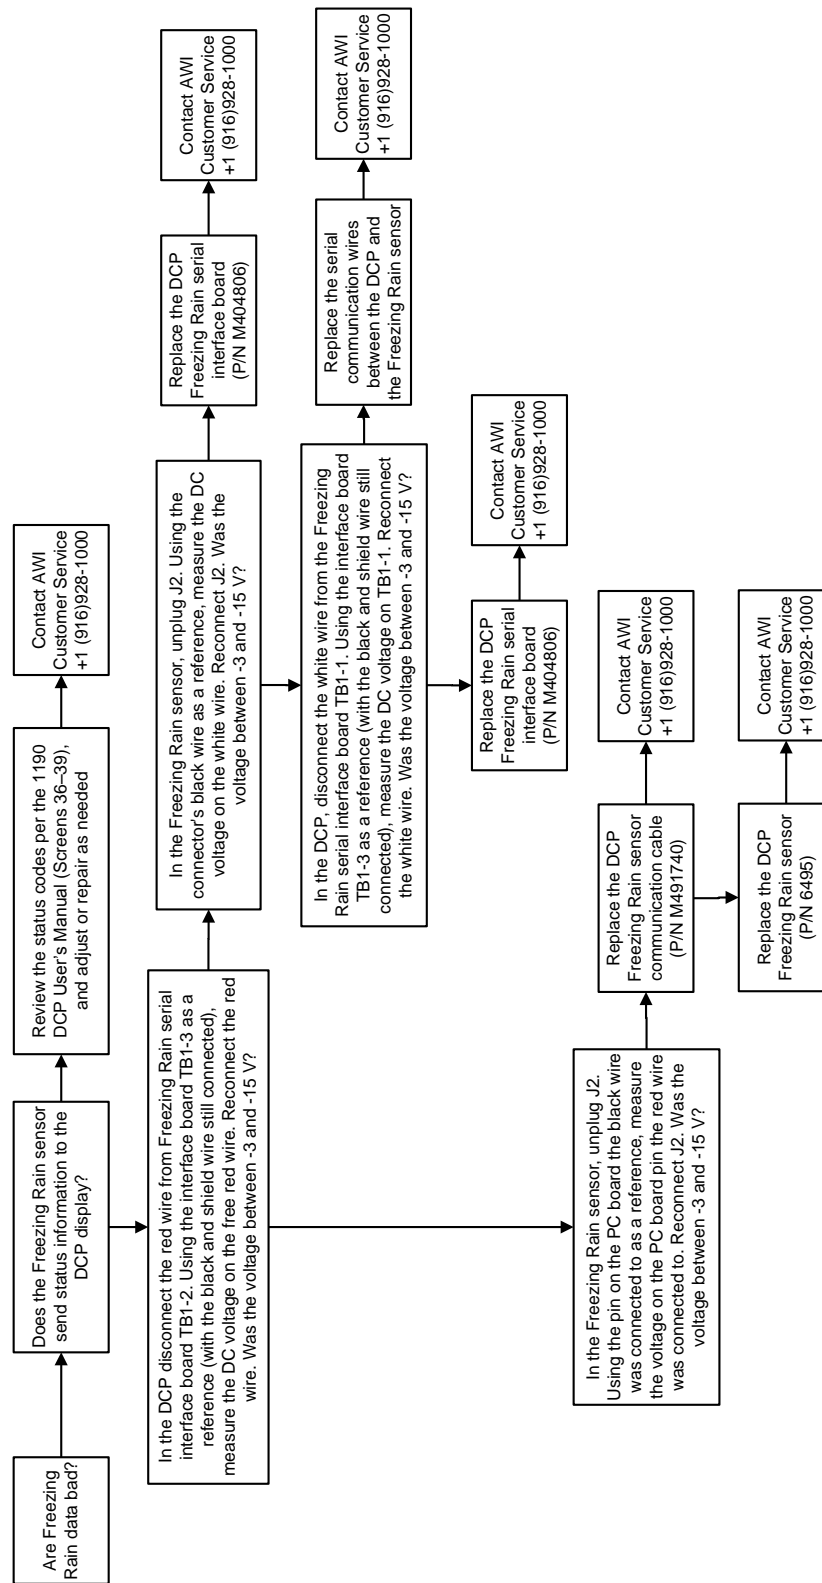 Are Freezing
Rain data bad?
Does the Freezing Rain sensor
send status information to the
DCP display?
Review the status codes per the 1190
DCP User's Manual (Screens 36–39),
and adjust or repair as needed
Contact AWI
Customer Service
+1 (916)928-1000
In the DCP disconnect the red wire from Freezing Rain serial
interface board TB1-2. Using the interface board TB1-3 as a
reference (with the black and shield wire still connected),
measure the DC voltage on the free red wire. Reconnect the red
wire. Was the voltage between -3 and -15 V?
In the Freezing Rain sensor, unplug J2. Using the
connector's black wire as a reference, measure the DC
voltage on the white wire. Reconnect J2. Was the
voltage between -3 and -15 V?
Replace the DCP
Freezing Rain serial
interface board
(P/N M404806)
Contact AWI
Customer Service
+1 (916)928-1000
In the DCP, disconnect the white wire from the Freezing
Rain serial interface board TB1-1. Using the interface board
TB1-3 as a reference (with the black and shield wire still
connected), measure the DC voltage on TB1-1. Reconnect
the white wire. Was the voltage between -3 and -15 V?
Replace the serial
communication wires
between the DCP and
the Freezing Rain sensor
Contact AWI
Customer Service
+1 (916)928-1000
Replace the DCP
Freezing Rain serial
interface board
(P/N M404806)
Contact AWI
Customer Service
+1 (916)928-1000
In the Freezing Rain sensor, unplug J2.
Using the pin on the PC board the black wire
was connected to as a reference, measure
the voltage on the PC board pin the red wire
was connected to. Reconnect J2. Was the
voltage between -3 and -15 V?
Replace the DCP
Freezing Rain sensor
communication cable
(P/N M491740)
Contact AWI
Customer Service
+1 (916)928-1000
Replace the DCP
Freezing Rain sensor
(P/N 6495)
Contact AWI
Customer Service
+1 (916)928-1000